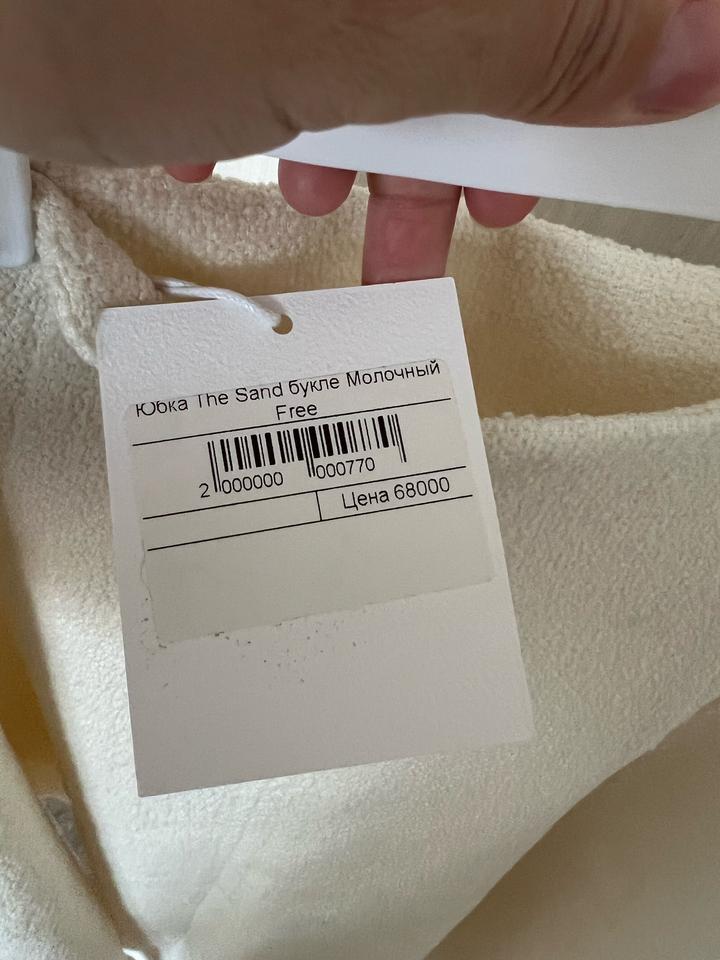 Юбка The Sand букле Молочный
Free
2 000000 000770
Цена 68000